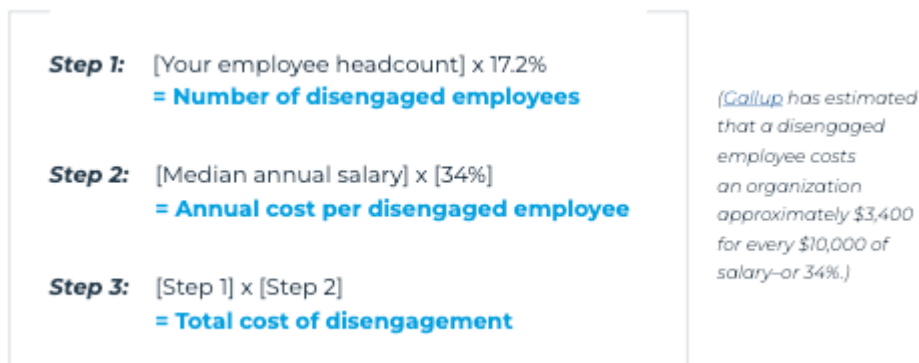 Step 1: [Your employee headcount] x 17.2%
= Number of disengaged employees
Step 2: [Median annual salary] x [34%]
= Annual cost per disengaged employee
Step 3: [Step 1] x [Step 2]
= Total cost of disengagement
(Gallup has estimated
that a disengaged
employee costs
an organization
approximately $3,400
for every $10,000 of
salary–or 34%.)